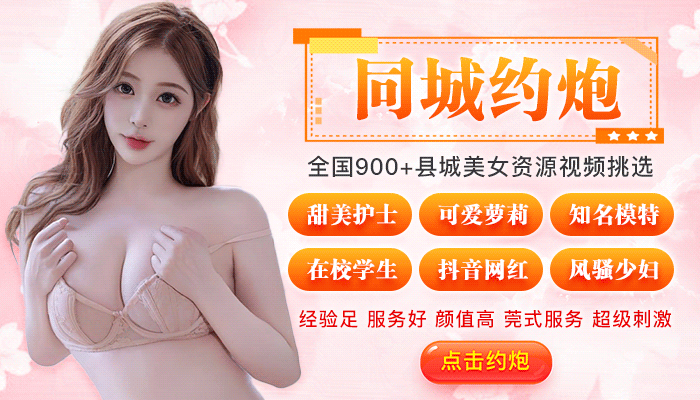 同城约炮
全国900+县城美女资源视频挑选
甜美护士 可爱萝莉 知名模特
在校学生 抖音网红 风骚少妇
经验足 服务好 颜值高 莞式服务 超级刺激
点击约炮